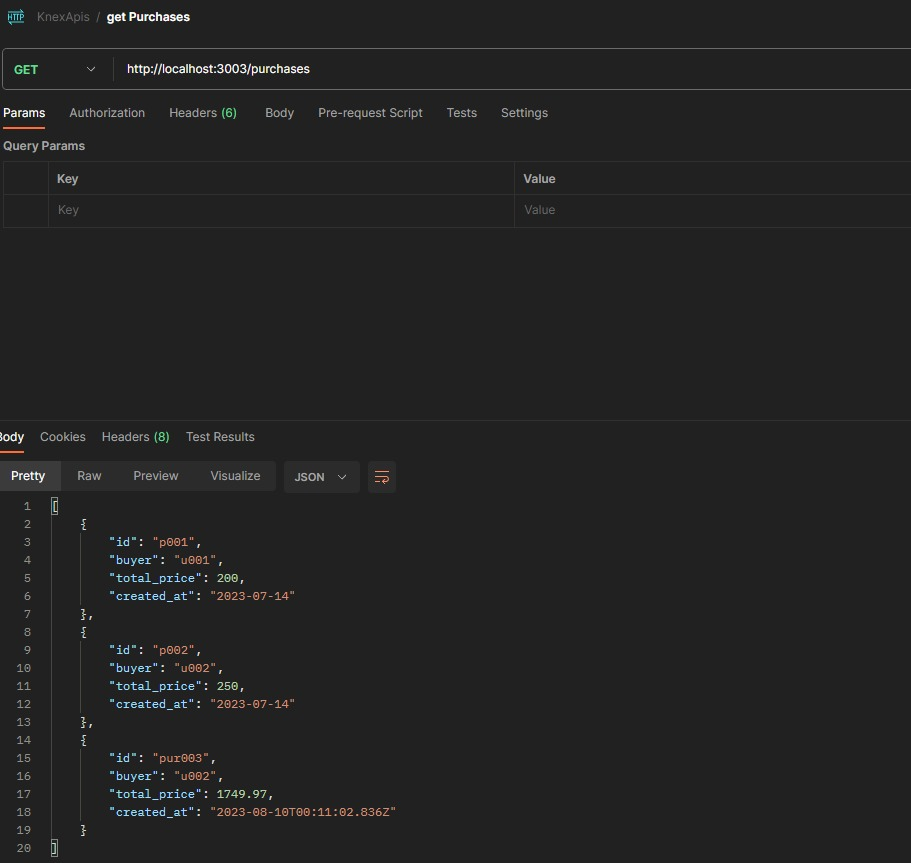 HTTP KnexApis / get Purchases
GET http://localhost:3003/purchases
Params Authorization Headers (6) Body Pre-request Script Tests Settings
Query Params
Key Value
Key Value
Body Cookies Headers (8) Test Results
Pretty Raw Preview Visualize JSON
1 [
2 {
3 "id": "p001",
4 "buyer": "u001",
5 "total_price": 200,
6 "created_at": "2023-07-14"
7 },
8 {
9 "id": "p002",
10 "buyer": "u002",
11 "total_price": 250,
12 "created_at": "2023-07-14"
13 },
14 {
15 "id": "pur003",
16 "buyer": "u002",
17 "total_price": 1749.97,
18 "created_at": "2023-08-10T00:11:02.836Z"
19 }
20 ]